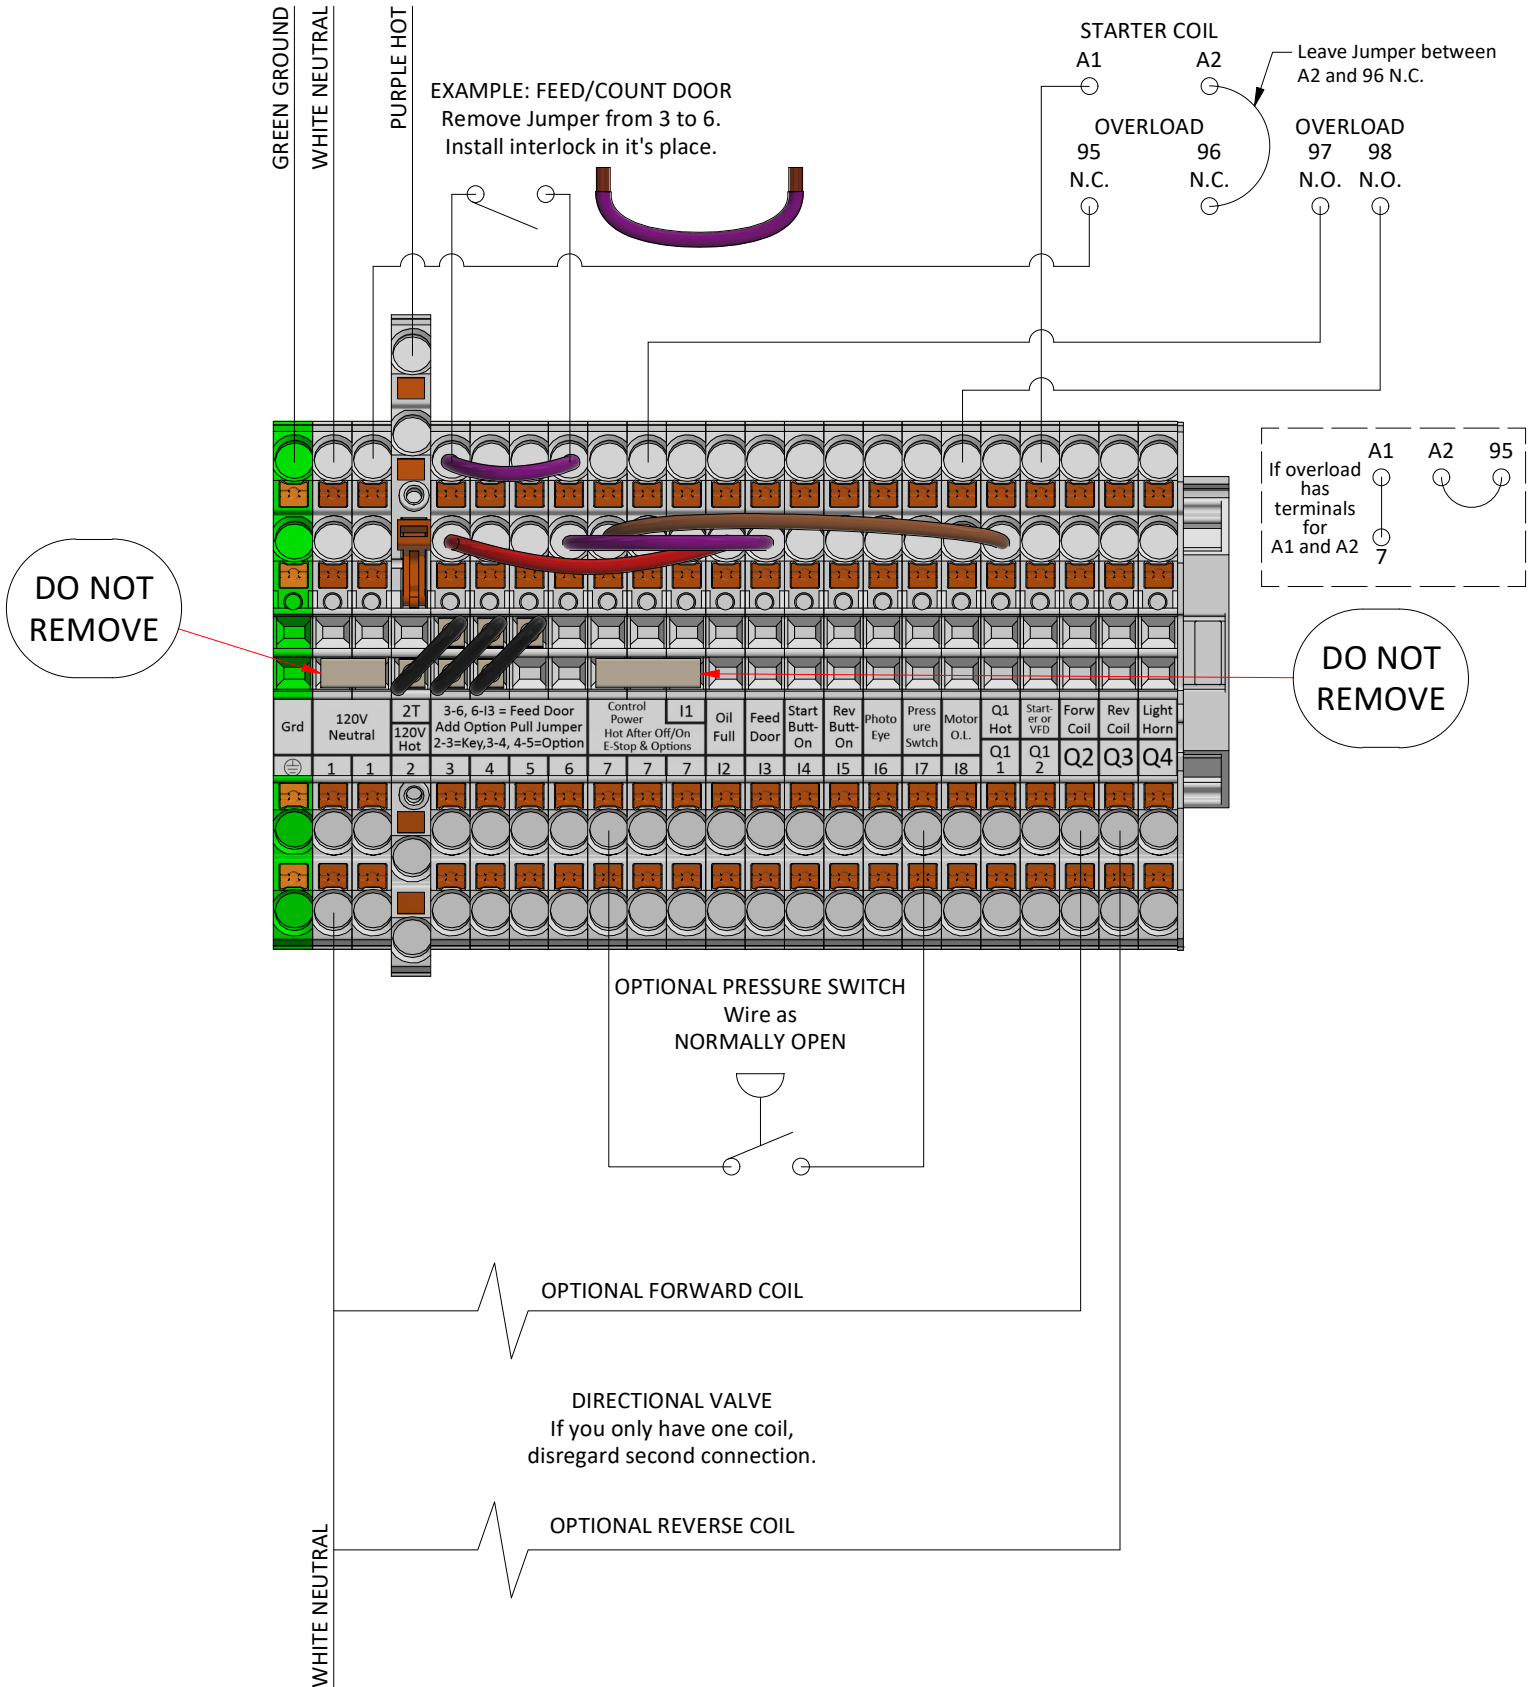 GREEN GROUND
WHITE NEUTRAL
PURPLE HOT
EXAMPLE: FEED/COUNT DOOR
Remove Jumper from 3 to 6.
Install interlock in it's place.
STARTER COIL
A1 A2
Leave Jumper between
A2 and 96 N.C.
OVERLOAD
95 96
N.C. N.C.
OVERLOAD
97 98
N.O. N.O.
If overload
has
terminals
for
A1 and A2
A1 A2 95
7
DO NOT
REMOVE
DO NOT
REMOVE
Grd
120V
Neutral
2T
120V
Hot
3-6, 6-I3 = Feed Door
Add Option Pull Jumper
2-3=Key,3-4, 4-5=Option
Control
Power
I1
Hot After Off/On
E-Stop & Options
Oil
Full
Feed
Door
Start
Butt-
On
Rev
Butt-
On
Photo
Eye
Press
ure
Swtch
Motor
O.L.
Q1
Hot
Start-
er or
VFD
Forw
Coil
Rev
Coil
Light
Horn
1 1 2 3 4 5 6 7 7 7 I2 I3 I4 I5 I6 I7 I8
Q1
1
Q1
2
Q2 Q3 Q4
OPTIONAL PRESSURE SWITCH
Wire as
NORMALLY OPEN
OPTIONAL FORWARD COIL
DIRECTIONAL VALVE
If you only have one coil,
disregard second connection.
OPTIONAL REVERSE COIL
WHITE NEUTRAL